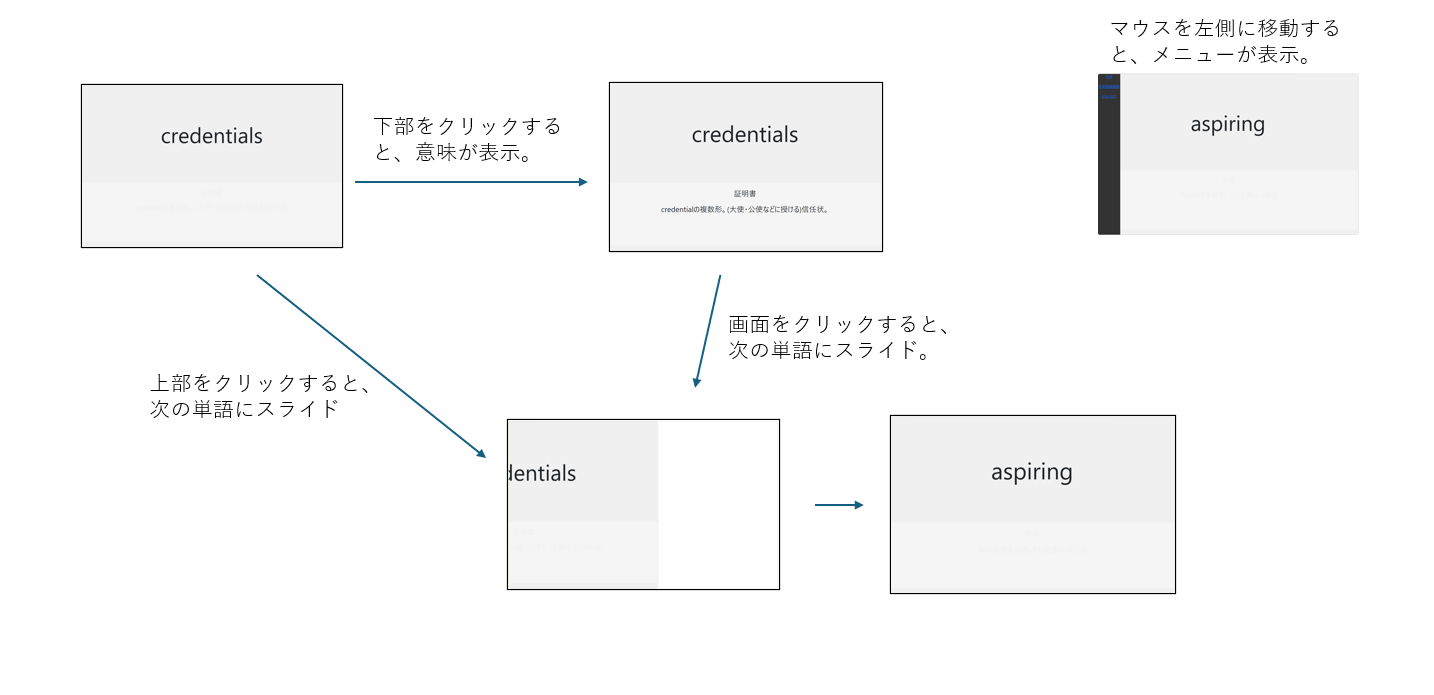 マウスを左側に移動する
と、メニューが表示。
credentials
下部をクリックする
と、意味が表示。
credentials
証明書
credentialの複数形。(大使・公使などに授ける)信任状。
aspiring
画面をクリックすると、
次の単語にスライド。
上部をクリックすると、
次の単語にスライド
dentials
aspiring